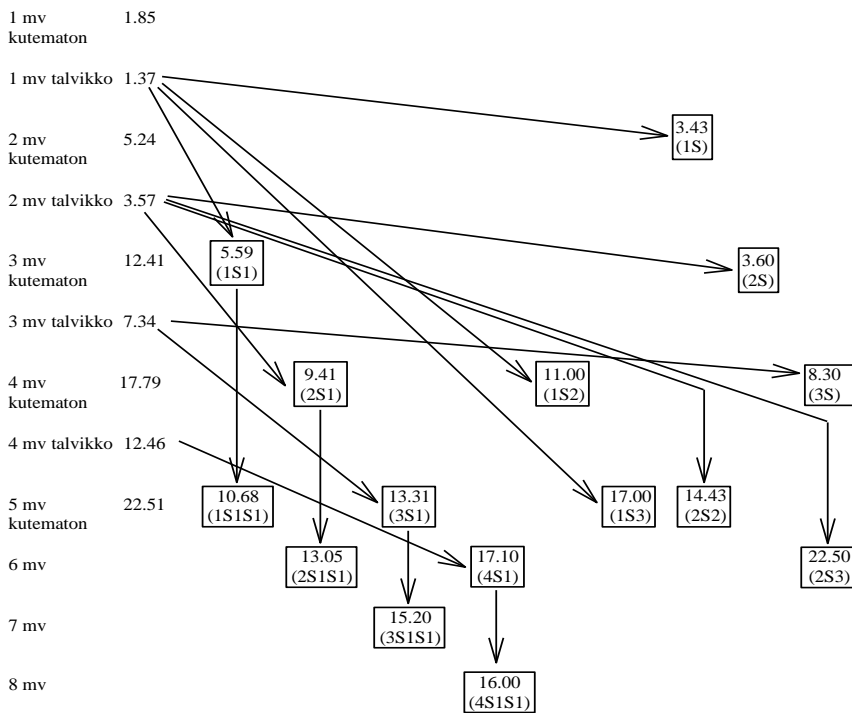 1 mv 1.85
kutematon
1 mv talvikko 1.37
3.43
(1S)
2 mv 5.24
kutematon
2 mv talvikko 3.57
5.59
(1S1)
3 mv 12.41
kutematon
3.60
(2S)
3 mv talvikko 7.34
9.41
(2S1)
11.00
(1S2)
8.30
(3S)
4 mv 17.79
kutematon
4 mv talvikko 12.46
5 mv 22.51
kutematon
10.68
(1S1S1)
13.31
(3S1)
17.00
(1S3)
14.43
(2S2)
6 mv
13.05
(2S1S1)
17.10
(4S1)
22.50
(2S3)
7 mv
15.20
(3S1S1)
8 mv
16.00
(4S1S1)